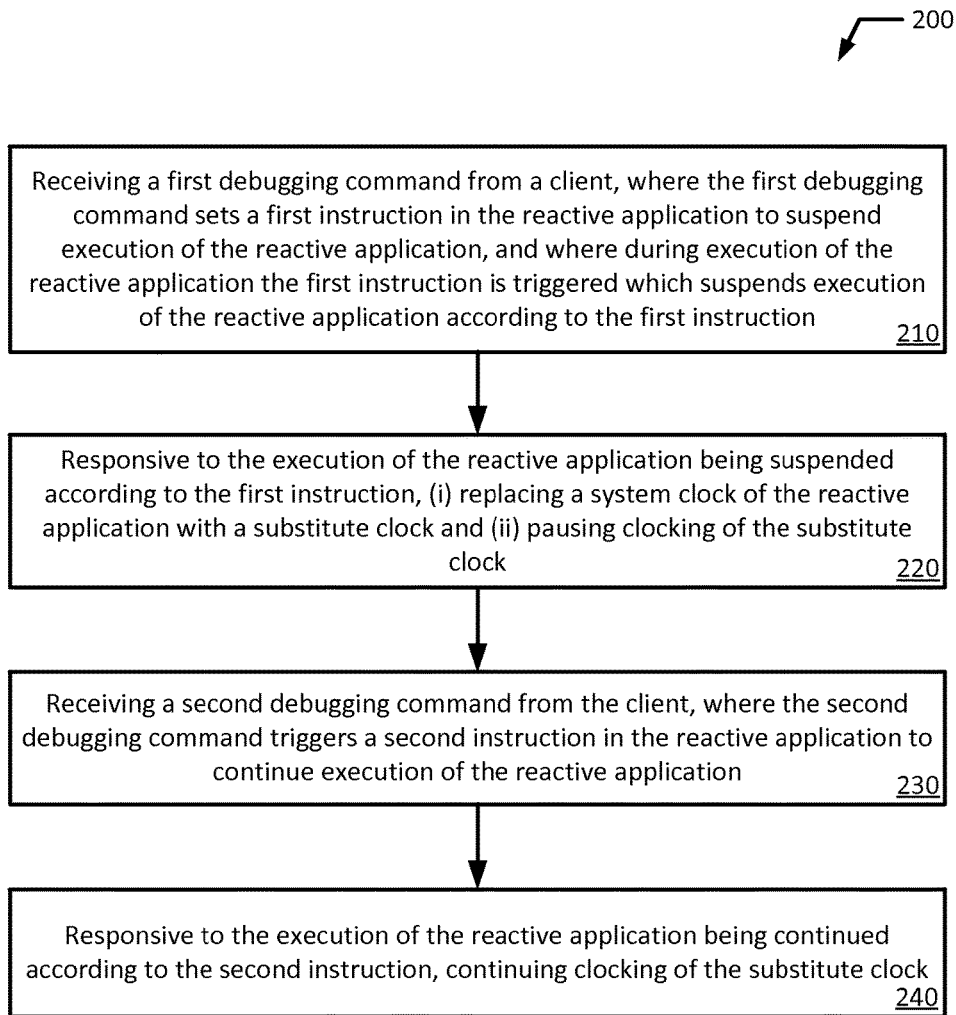 200
Receiving a first debugging command from a client, where the first debugging
command sets a first instruction in the reactive application to suspend
execution of the reactive application, and where during execution of the
reactive application the first instruction is triggered which suspends execution
of the reactive application according to the first instruction
210
Responsive to the execution of the reactive application being suspended
according to the first instruction, (i) replacing a system clock of the reactive
application with a substitute clock and (ii) pausing clocking of the substitute
clock
220
Receiving a second debugging command from the client, where the second
debugging command triggers a second instruction in the reactive application to
continue execution of the reactive application
230
Responsive to the execution of the reactive application being continued
according to the second instruction, continuing clocking of the substitute clock
240